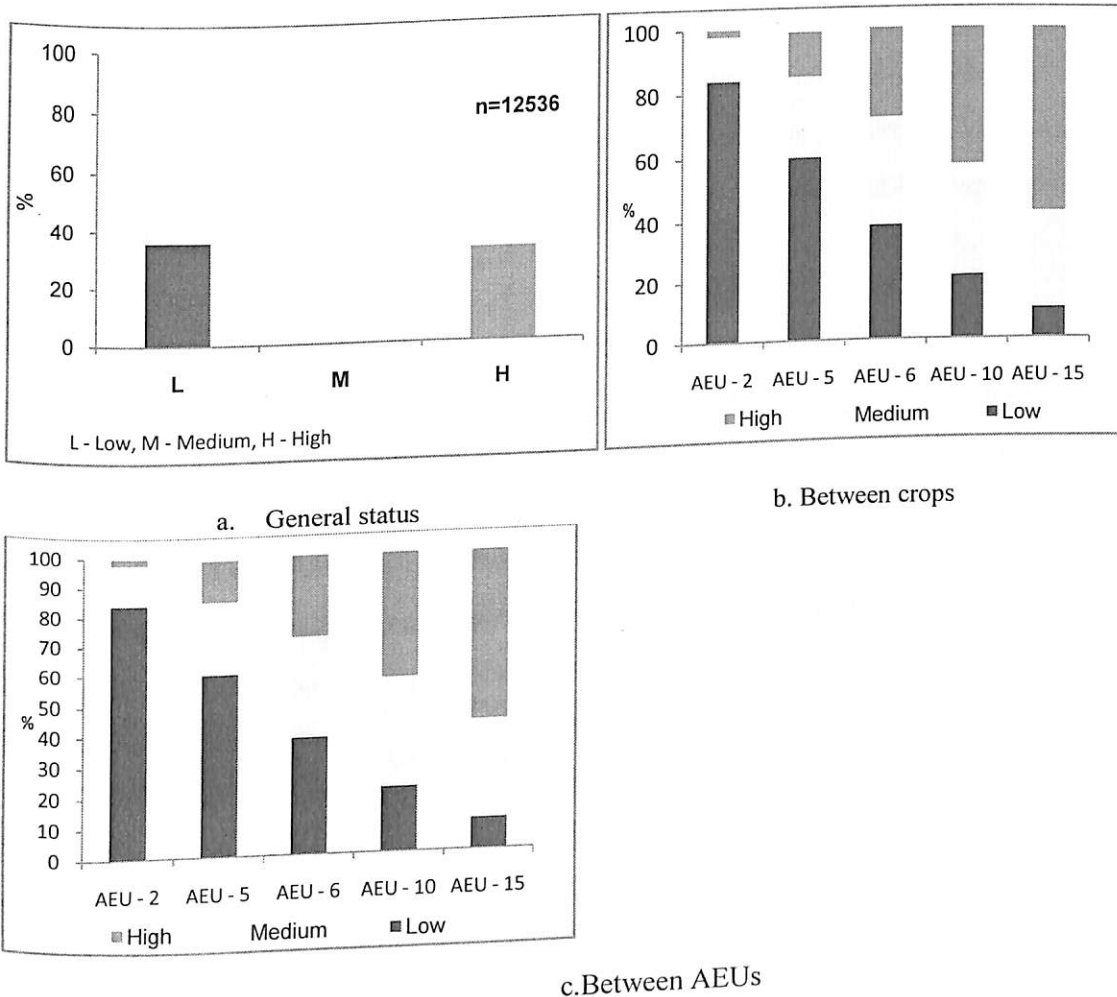 100
80
60
40
20
0
%
n=12536
L M H
L - Low, M - Medium, H - High
a. General status
100
80
60
40
20
0
%
AEU - 2 AEU - 5 AEU - 6 AEU - 10 AEU - 15
High Medium Low
b. Between crops
100
90
80
70
60
50
40
30
20
10
0
%
AEU - 2 AEU - 5 AEU - 6 AEU - 10 AEU - 15
High Medium Low
c.Between AEUs